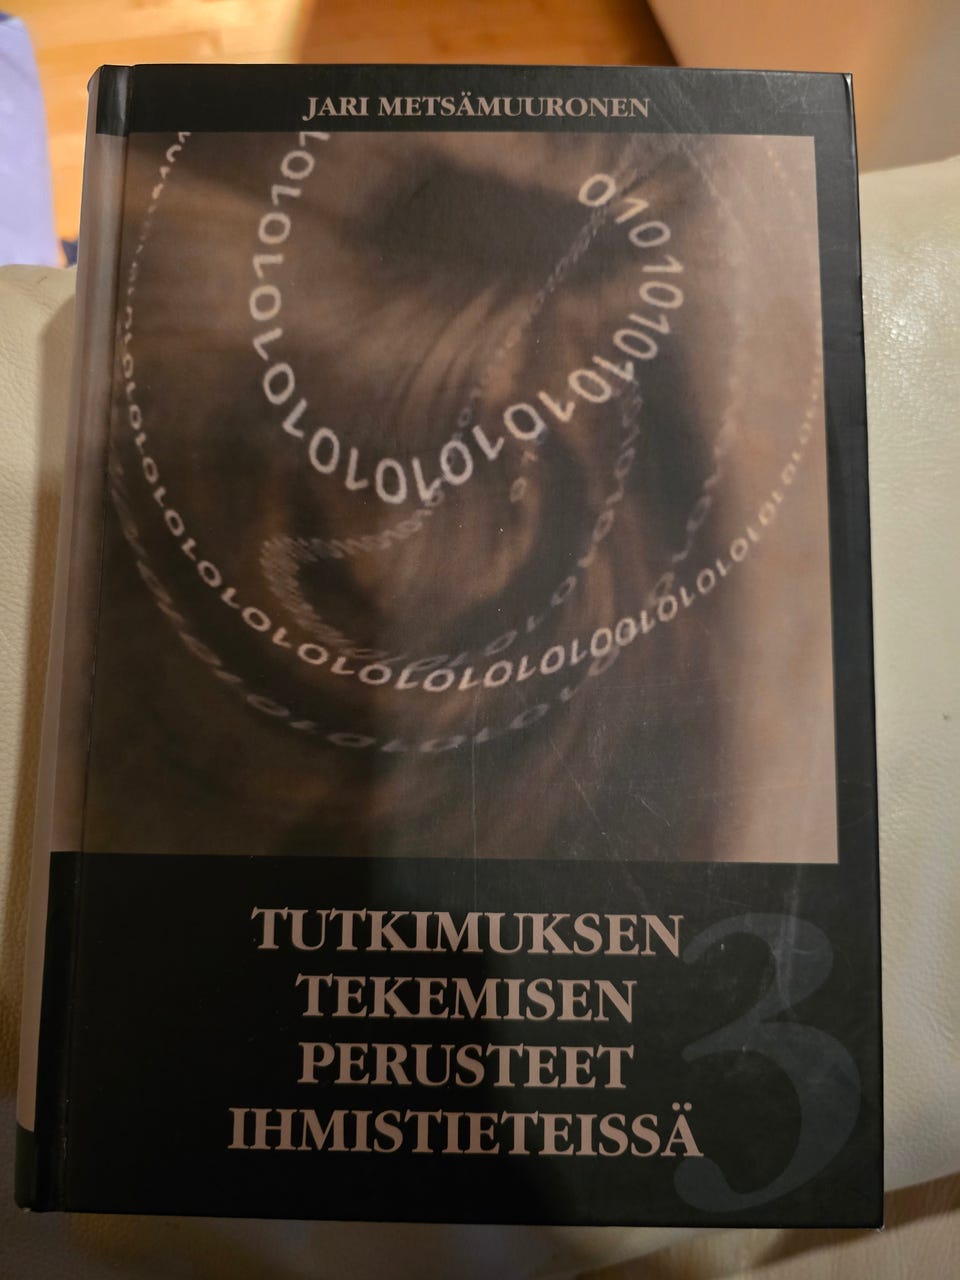 JARI METSÄMUURONEN
TUTKIMUKSEN
TEKEMISEN
PERUSTEET
IHMISTIETEISSÄ
3